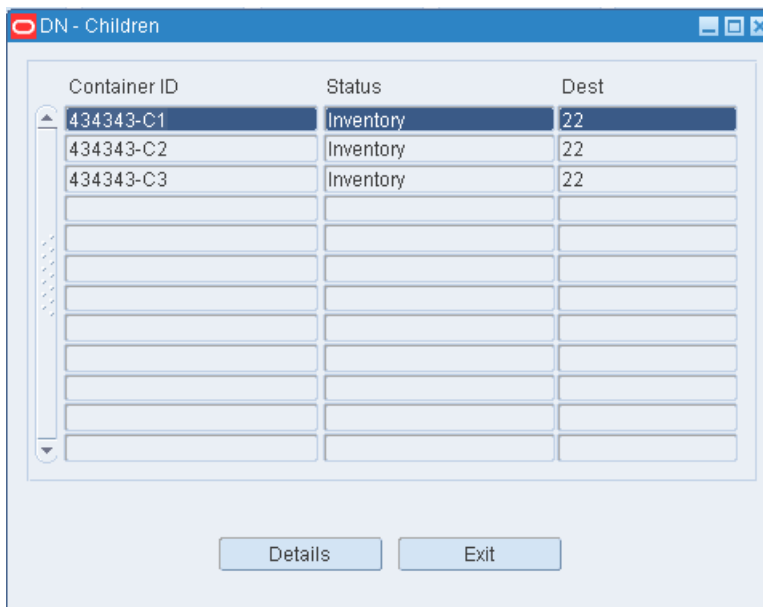 DN - Children
Container ID Status Dest
434343-C1 Inventory 22
434343-C2 Inventory 22
434343-C3 Inventory 22
Details Exit